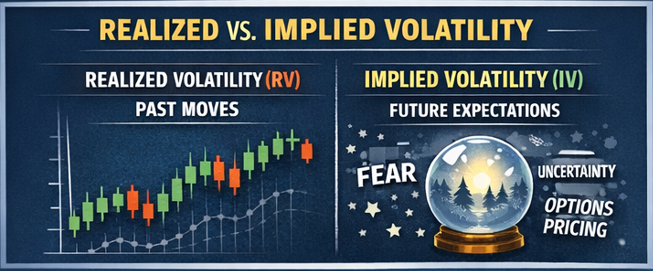 REALIZED VS. IMPLIED VOLATILITY
REALIZED VOLATILITY (RV)
PAST MOVES
IMPLIED VOLATILITY (IV)
FUTURE EXPECTATIONS
FEAR
UNCERTAINTY
OPTIONS
PRICING